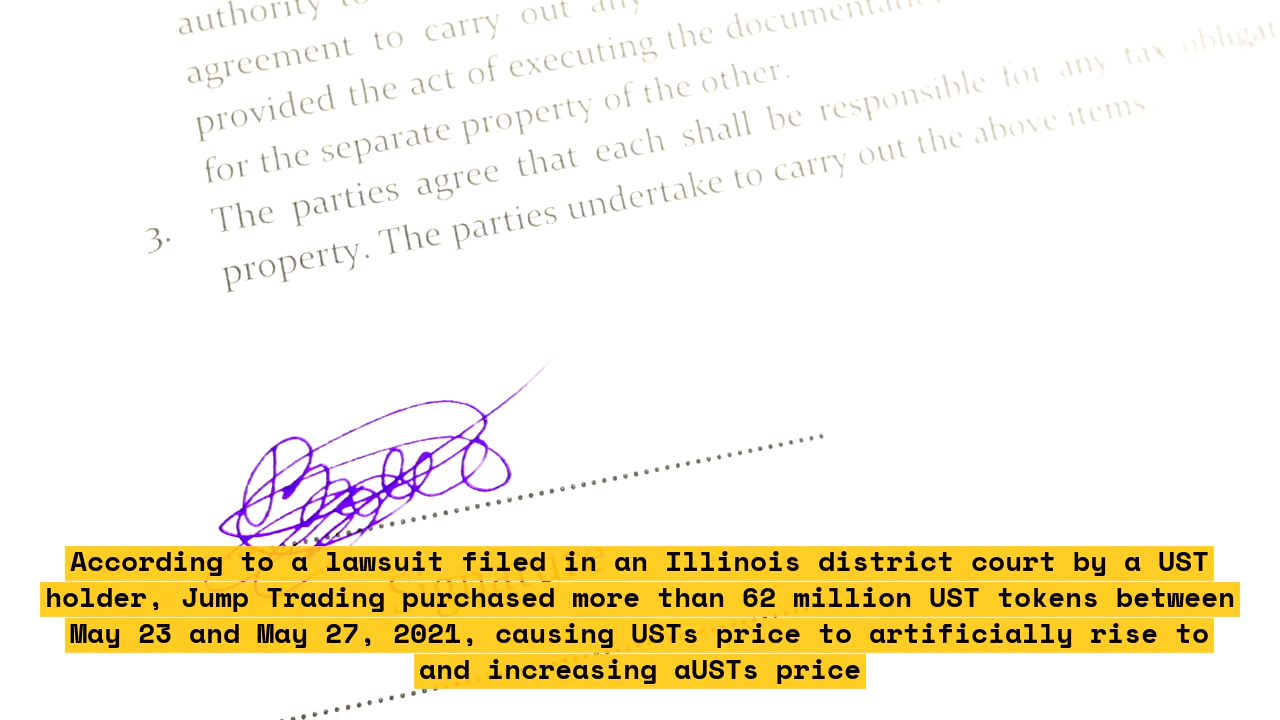 authority
agreement to carry out any
provided the act of executing the
for the separate property of the other.
3. The parties agree that each shall be responsible for any tax
property. The parties undertake to carry out the above items.
Signature
According to a lawsuit filed in an Illinois district court by a UST
holder, Jump Trading purchased more than 62 million UST tokens between
May 23 and May 27, 2021, causing USTs price to artificially rise to
and increasing aUSTs price